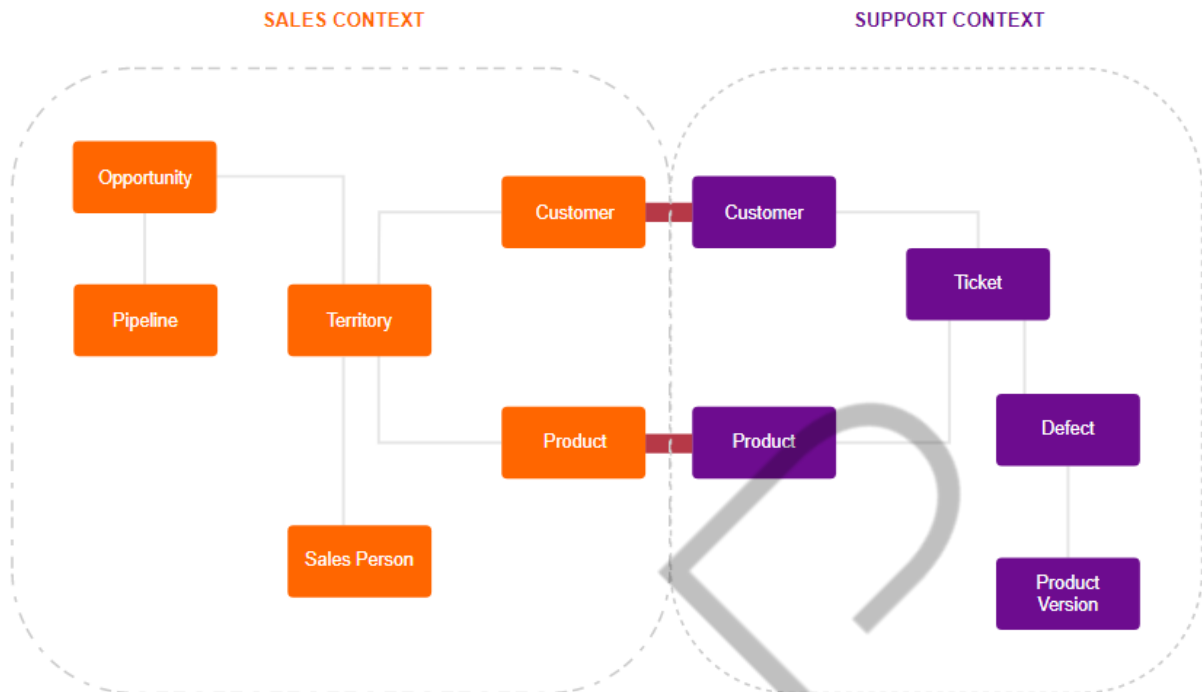 SALES CONTEXT
SUPPORT CONTEXT
Opportunity
Customer
Customer
Pipeline
Territory
Ticket
Product
Product
Defect
Sales Person
Product
Version